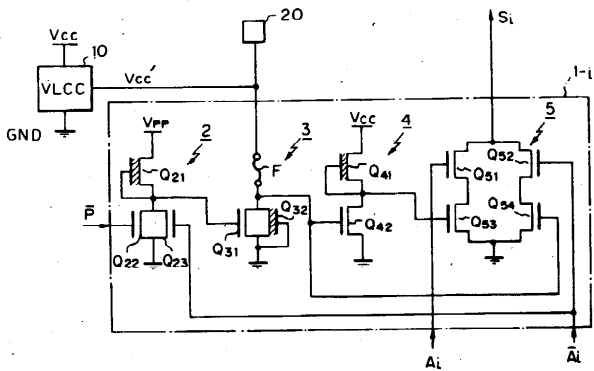 Vcc
10
VLCC
GND
Vcc'
20
Si
1-i
VPP
2
Q21
P̄
Q22
Q23
3
F
Q31
Q32
Vcc
4
Q41
Q42
5
Q52
Q51
Q53
Q54
Ai
Āi